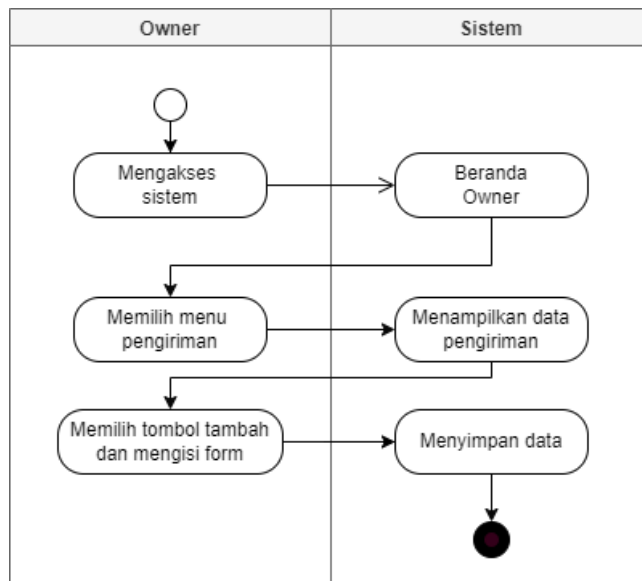 Owner
Sistem
Mengakses
sistem
Beranda
Owner
Memilih menu
pengiriman
Menampilkan data
pengiriman
Memilih tombol tambah
dan mengisi form
Menyimpan data